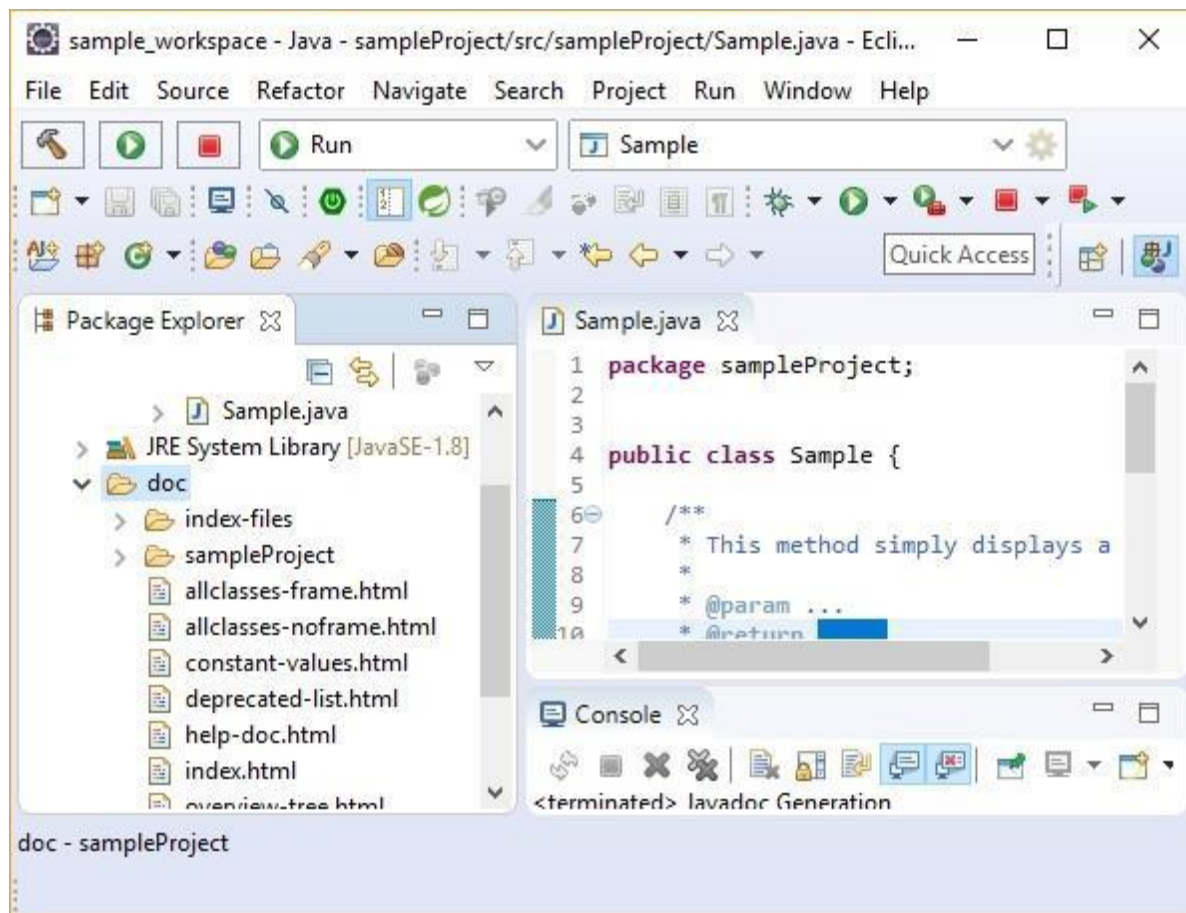 sample_workspace - Java - sampleProject/src/sampleProject/Sample.java - Ecli...
File Edit Source Refactor Navigate Search Project Run Window Help
Run Sample
Quick Access
Package Explorer
Sample.java
JRE System Library [JavaSE-1.8]
doc
index-files
sampleProject
allclasses-frame.html
allclasses-noframe.html
constant-values.html
deprecated-list.html
help-doc.html
index.html
overview-tree.html
Sample.java
1 package sampleProject;
2
3
4 public class Sample {
5
6 /**
7 * This method simply displays a
8 *
9 * @param ...
10 * @return
Console
<terminated> Javadoc Generation
doc - sampleProject